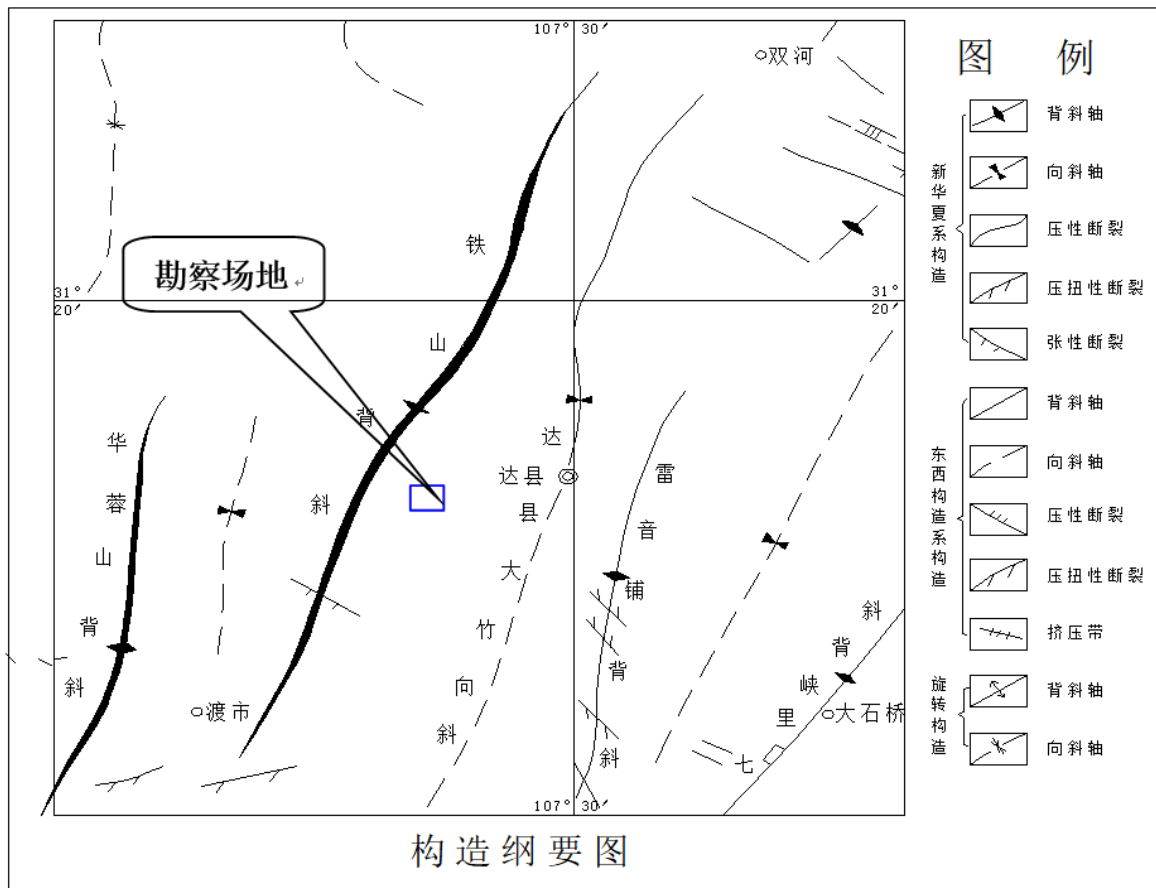 107° 30′
双河
勘察场地
31°
20′
31°
20′
铁山背斜
华蓉山背斜
达县
达县大竹向斜
雷音铺背斜
七里峡背斜
渡市
大石桥
107° 30′
构造纲要图
图 例
新华夏系构造
背斜轴
向斜轴
压性断裂
压扭性断裂
张性断裂
东西构造系构造
背斜轴
向斜轴
压性断裂
压扭性断裂
挤压带
旋转构造
背斜轴
向斜轴